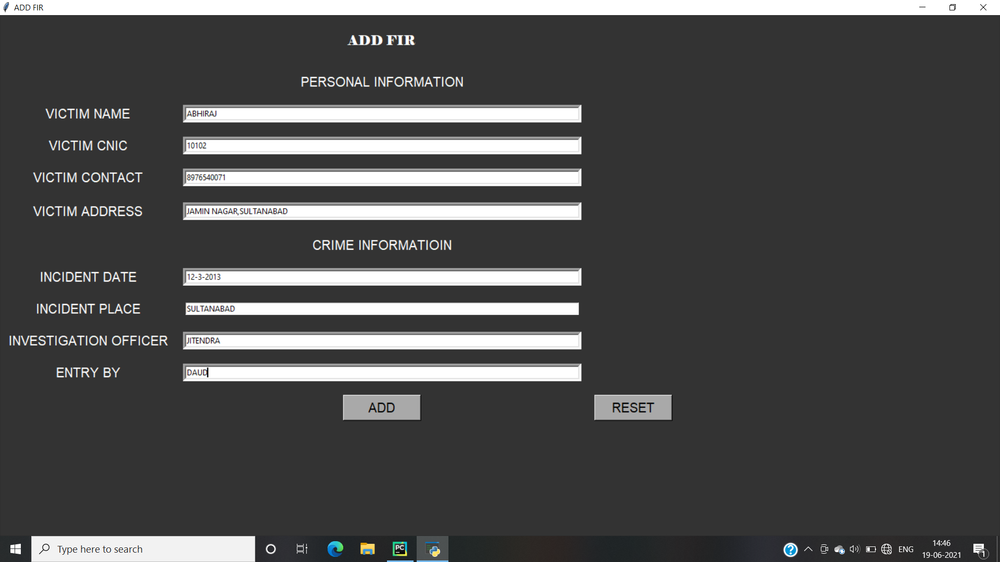 ADD FIR
ADD FIR
PERSONAL INFORMATION
VICTIM NAME ABHIRAJ
VICTIM CNIC 10102
VICTIM CONTACT 8976540071
VICTIM ADDRESS JAMIN NAGAR,SULTANABAD
CRIME INFORMATIOIN
INCIDENT DATE 12-3-2013
INCIDENT PLACE SULTANABAD
INVESTIGATION OFFICER JITENDRA
ENTRY BY DAUD
ADD RESET
Type here to search PC ENG 14:46
19-06-2021 1